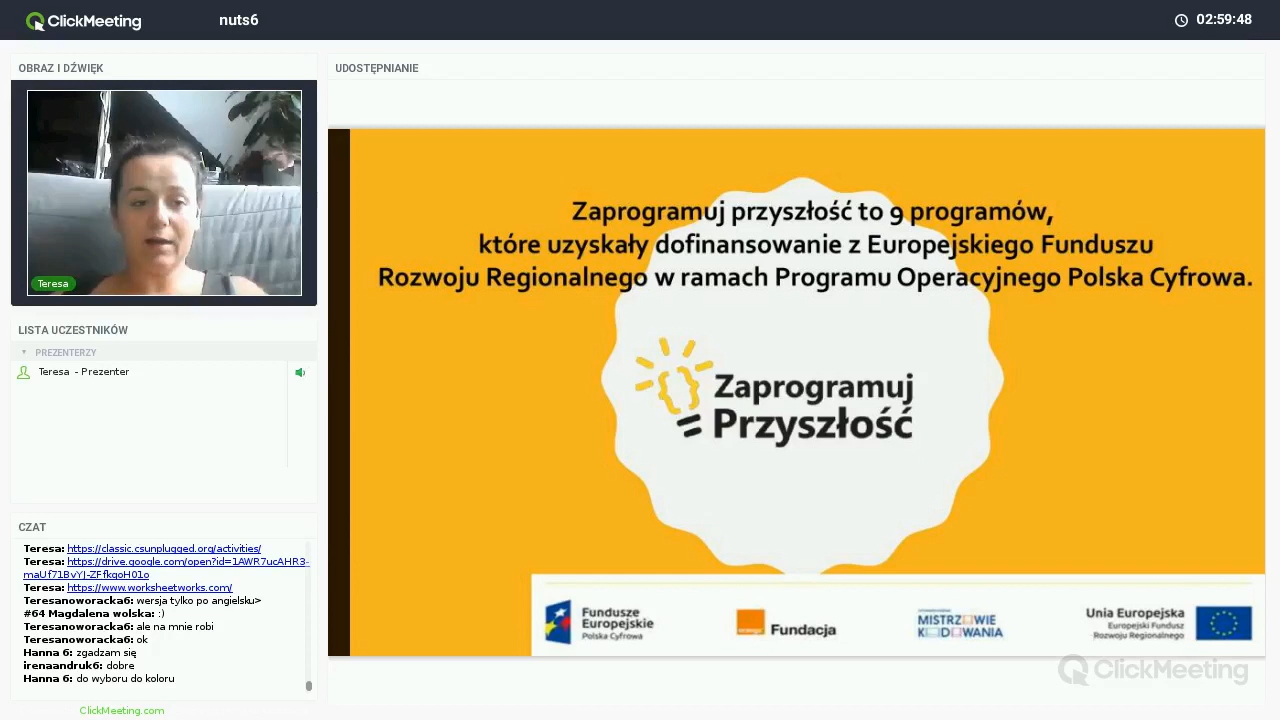 ClickMeeting
nuts6
02:59:48
OBRAZ I DŹWIĘK
Teresa
LISTA UCZESTNIKÓW
PREZENTERZY
Teresa - Prezenter
CZAT
Teresa: https://classic.csunplugged.org/activities/
Teresa: https://drive.google.com/open?id=1AWR7ucAHR3-
maUf71BvYJ-ZFfkqoH01o
Teresa: https://www.worksheetworks.com/
Teresanoworacka6: wersja tylko po angielsku>
#64 Magdalena wolska: :)
Teresanoworacka6: ale na mnie robi
Teresanoworacka6: ok
Hanna 6: zgadzam się
irenaandruk6: dobre
Hanna 6: do wyboru do koloru
ClickMeeting.com
UDOSTĘPNIANIE
Zaprogramuj przyszłość to 9 programów,
które uzyskały dofinansowanie z Europejskiego Funduszu
Rozwoju Regionalnego w ramach Programu Operacyjnego Polska Cyfrowa.
Zaprogramuj
Przyszłość
Fundusze
Europejskie
Polska Cyfrowa
Fundacja
MISTRZOWIE
KODOWANIA
Unia Europejska
Europejski Fundusz
Rozwoju Regionalnego
ClickMeeting